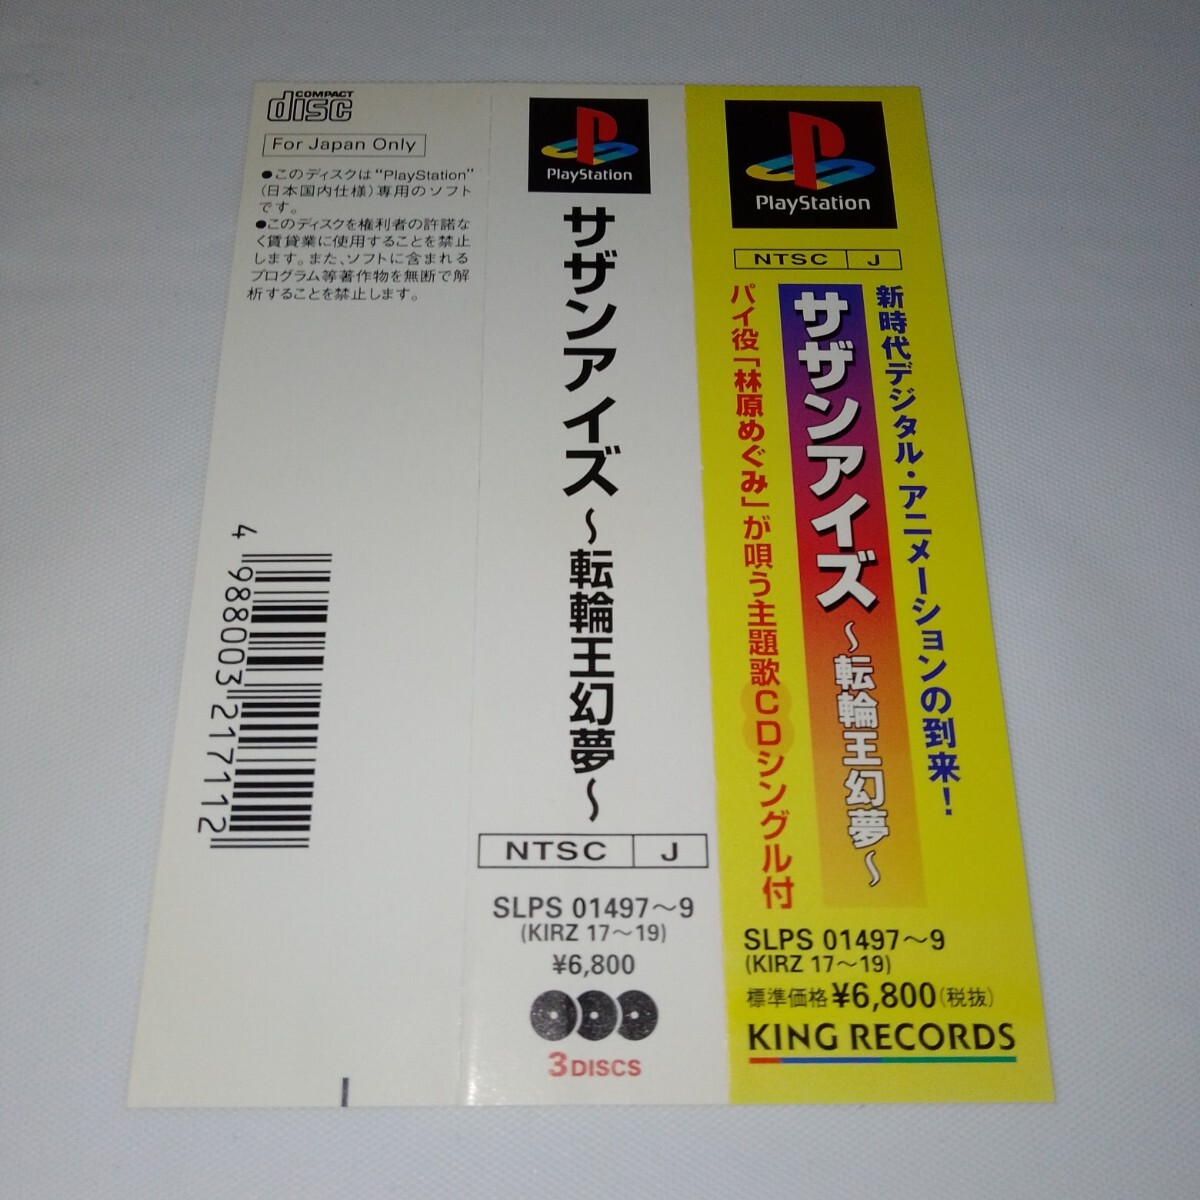 COMPACT
disc
For Japan Only
●このディスクは"PlayStation"
(日本国内仕様)専用のソフト
です。
●このディスクを権利者の許諾な
く賃貸業に使用することを禁止
します。また、ソフトに含まれる
プログラム等著作物を無断で解
析することを禁止します。
4 988003 217112
PlayStation
サザンアイズ～転輪王幻夢～
NTSC J
SLPS 01497～9
(KIRZ 17～19)
¥6,800
3DISCS
PlayStation
NTSC J
新時代デジタル・アニメーションの到来!
サザンアイズ～転輪王幻夢～
パイ役「林原めぐみ」が唄う主題歌CDシングル付
SLPS 01497～9
(KIRZ 17～19)
標準価格¥6,800(税抜)
KING RECORDS